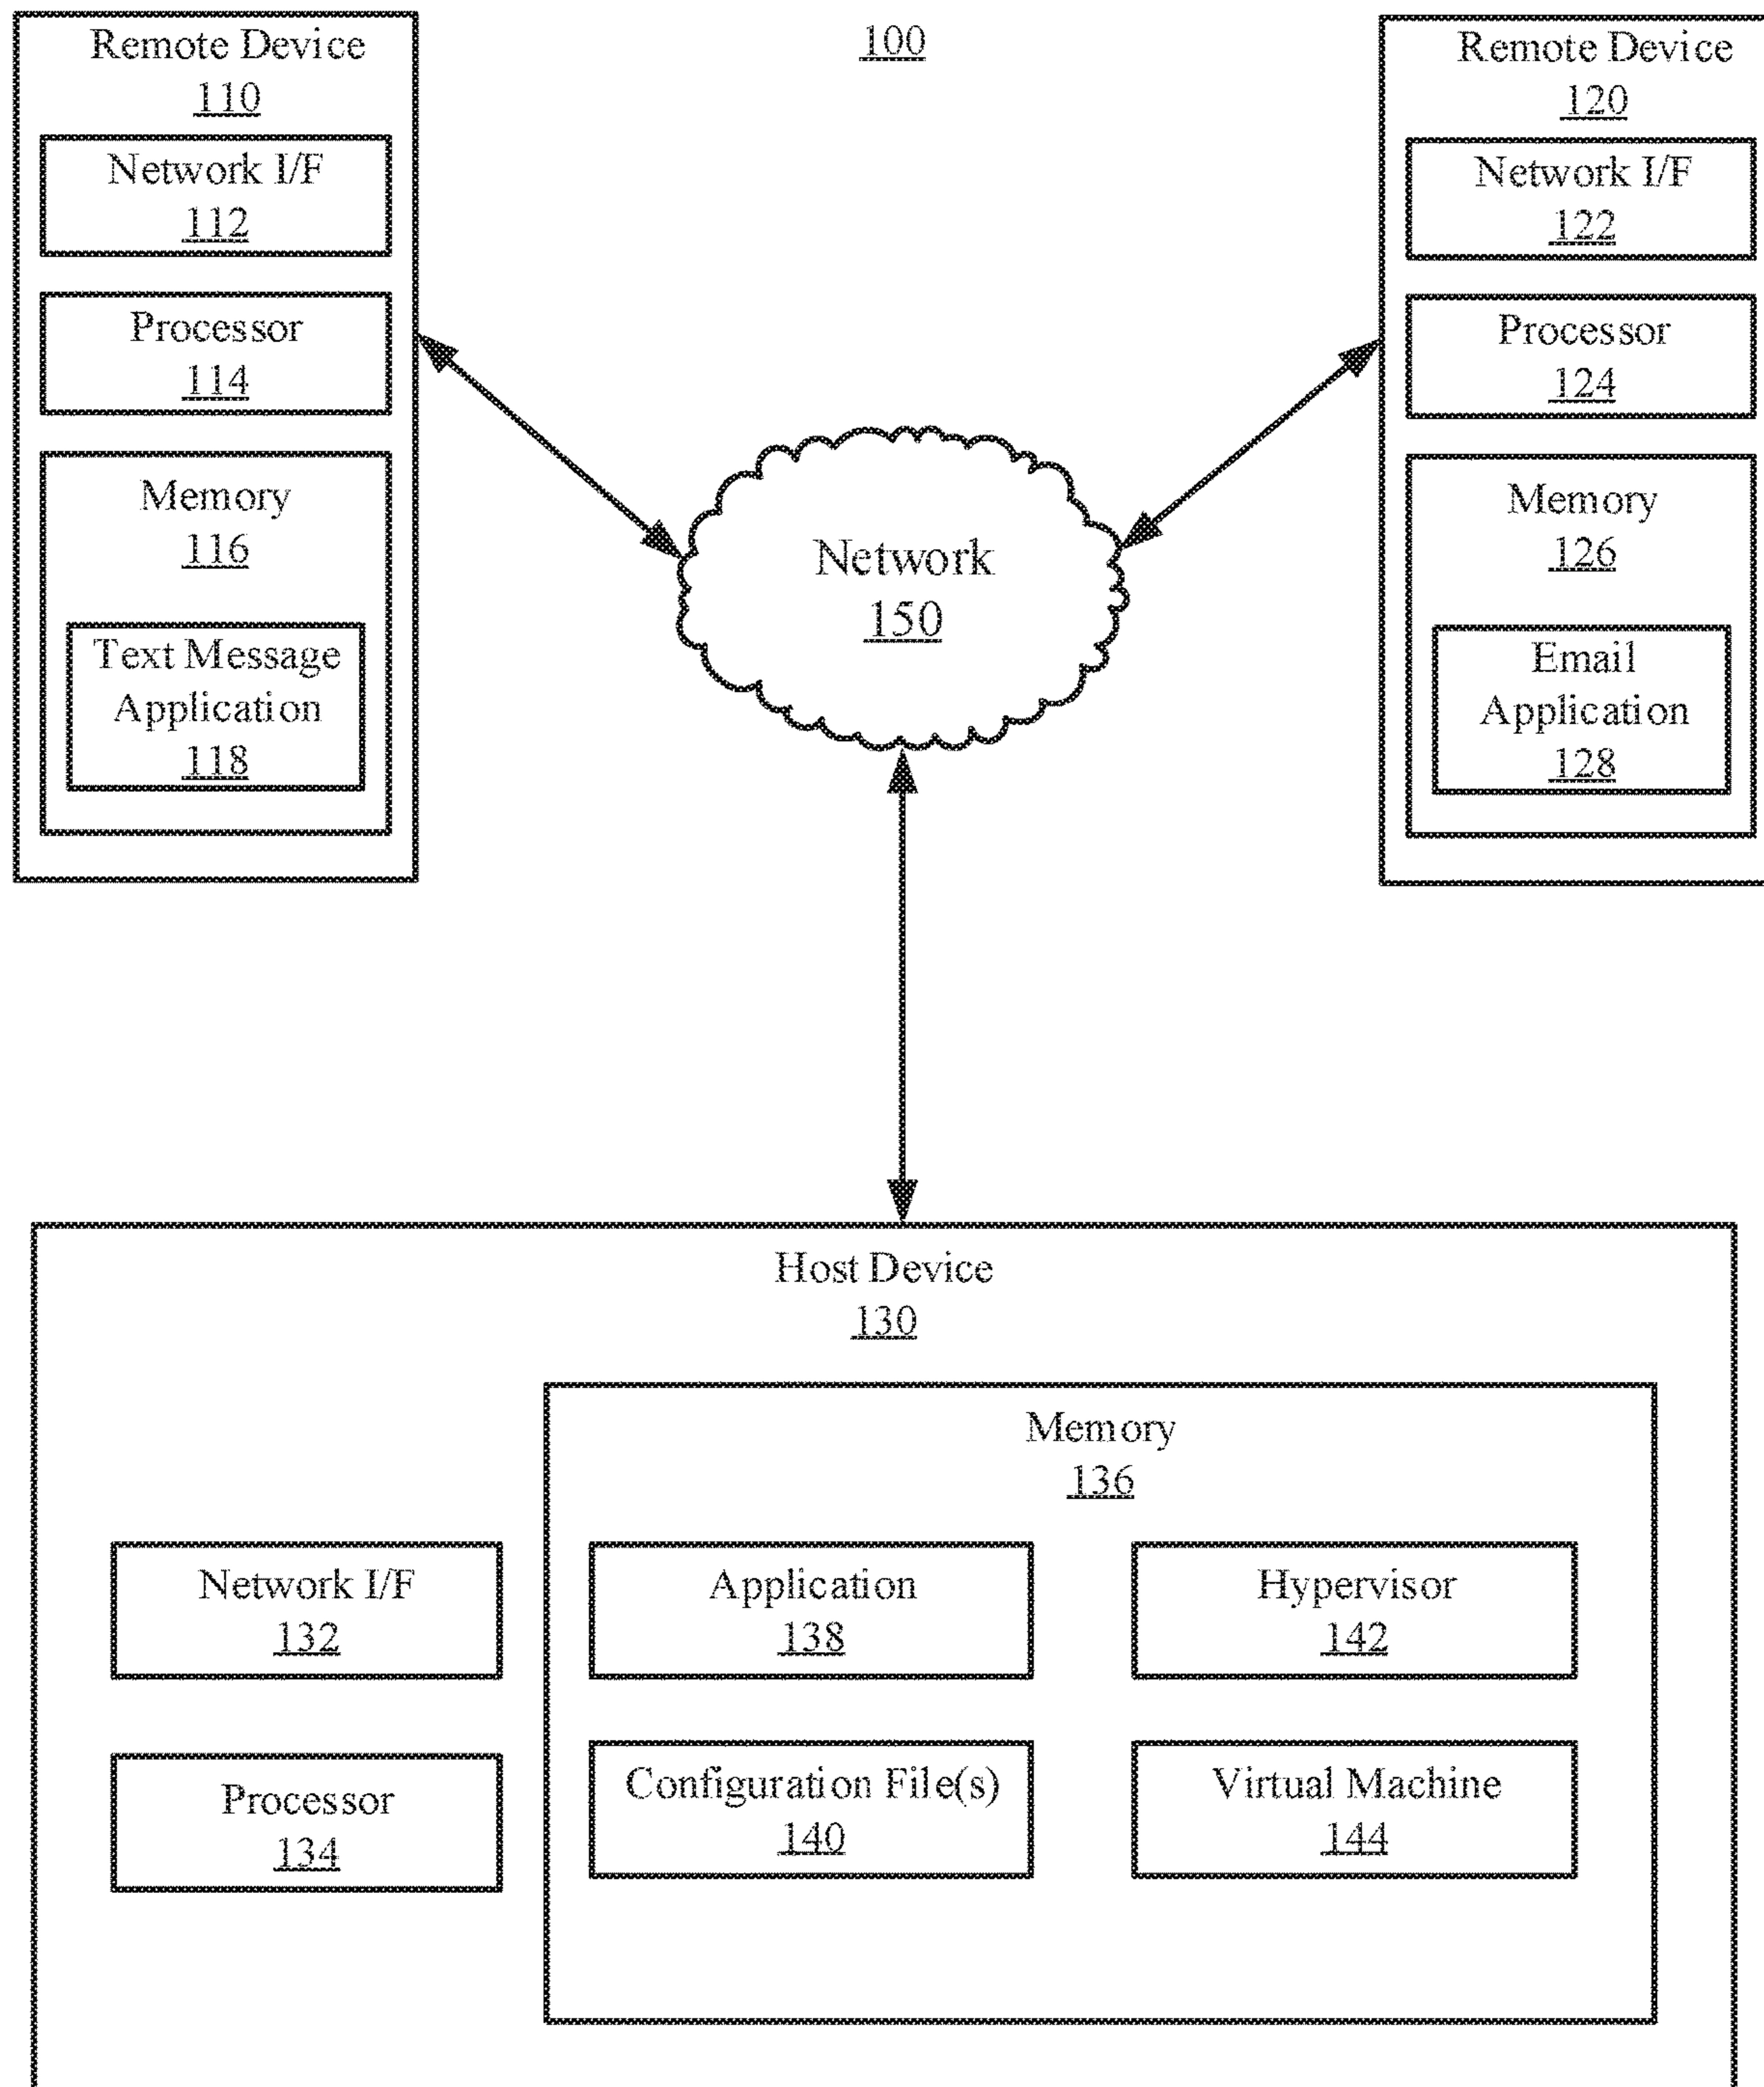 Remote Device
110
Network I/F
112
Processor
114
Memory
116
Text Message
Application
118
100
Remote Device
120
Network I/F
122
Processor
124
Memory
126
Email
Application
128
Network
150
Host Device
130
Network I/F
132
Processor
134
Memory
136
Application
138
Hypervisor
142
Configuration File(s)
140
Virtual Machine
144